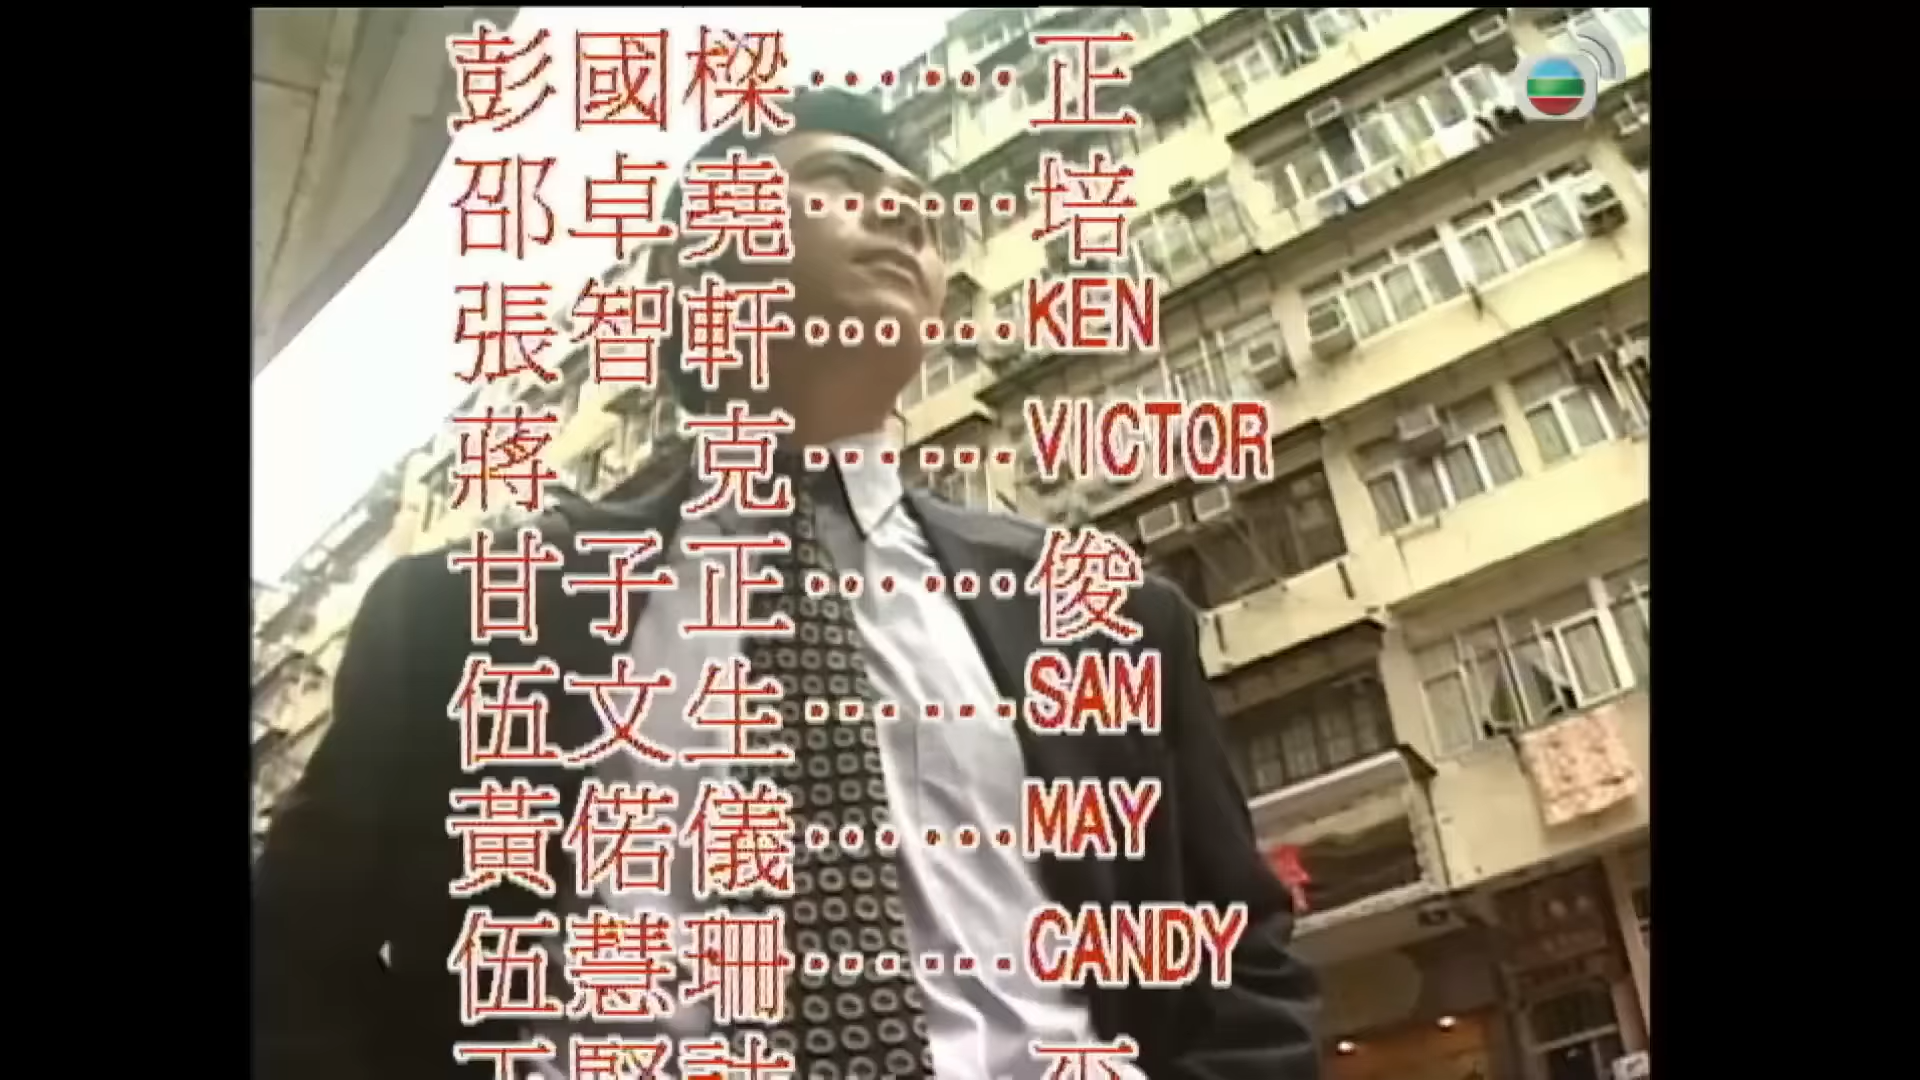 彭國樑……正
邵卓堯……培
張智軒……KEN
蔣　克……VICTOR
甘子正……俊
伍文生……SAM
黃偌儀……MAY
伍慧珊……CANDY